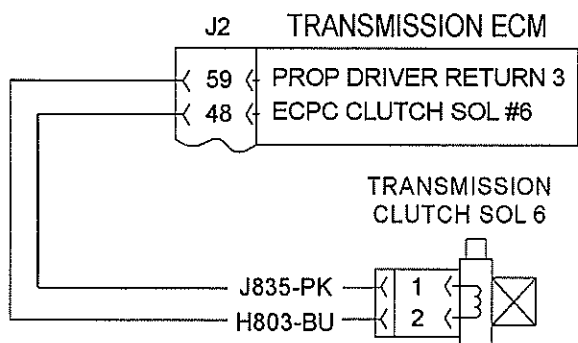 J2 TRANSMISSION ECM
59 PROP DRIVER RETURN 3
48 ECPC CLUTCH SOL #6
TRANSMISSION
CLUTCH SOL 6
J835-PK 1
H803-BU 2